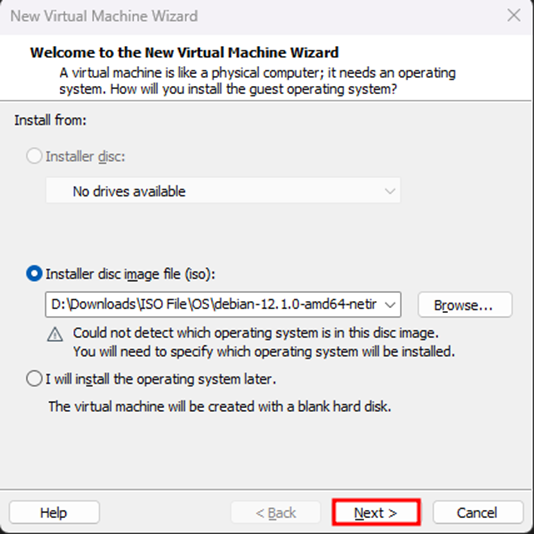 New Virtual Machine Wizard
Welcome to the New Virtual Machine Wizard
A virtual machine is like a physical computer; it needs an operating
system. How will you install the guest operating system?
Install from:
Installer disc:
No drives available
Installer disc image file (iso):
D:\Downloads\ISO File\OS\debian-12.1.0-amd64-netir
Browse...
Could not detect which operating system is in this disc image.
You will need to specify which operating system will be installed.
I will install the operating system later.
The virtual machine will be created with a blank hard disk.
Help
< Back
Next >
Cancel